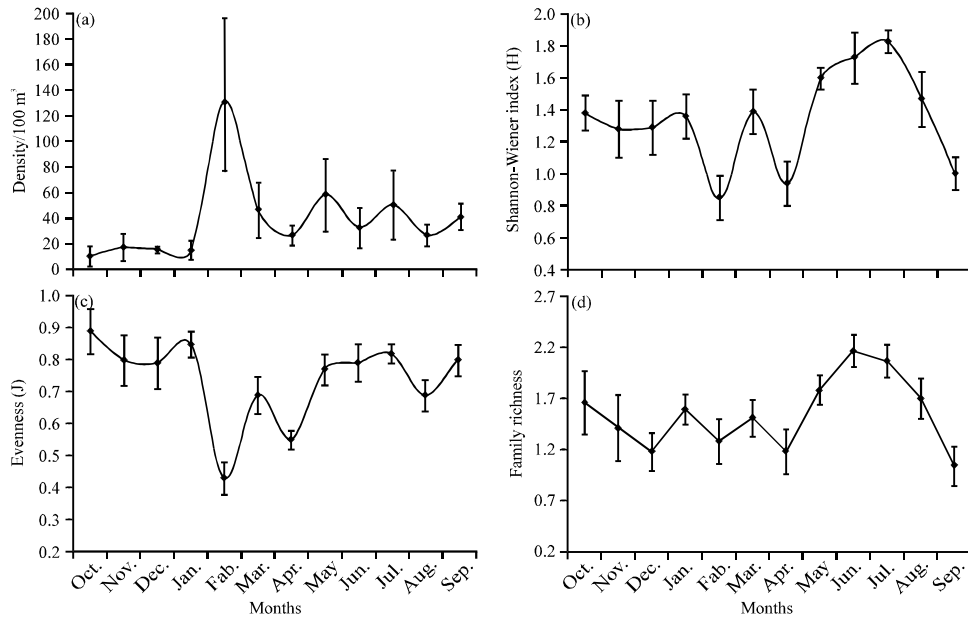 (a)
200
180
160
140
120
100
80
60
40
20
0
Density/100 m³
(b)
2.0
1.8
1.6
1.4
1.2
1.0
0.8
0.6
0.4
Shannon-Wiener index (H)
(c)
1.0
0.9
0.8
0.7
0.6
0.5
0.4
0.3
0.2
Evenness (J)
Oct. Nov. Dec. Jan. Fab. Mar. Apr. May Jun. Jul. Aug. Sep.
Months
(d)
2.7
2.2
1.7
1.2
0.7
0.2
Family richness
Oct. Nov. Dec. Jan. Fab. Mar. Apr. May Jun. Jul. Aug. Sep.
Months